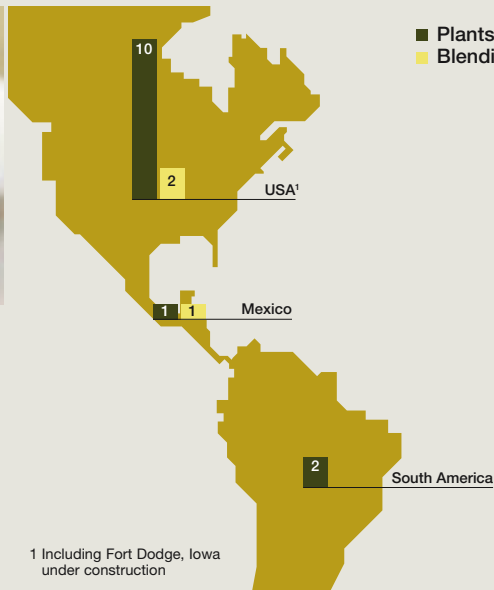 Plants
10
2
USA¹
1
1
Mexico
2
South America
1 Including Fort Dodge, Iowa
under construction